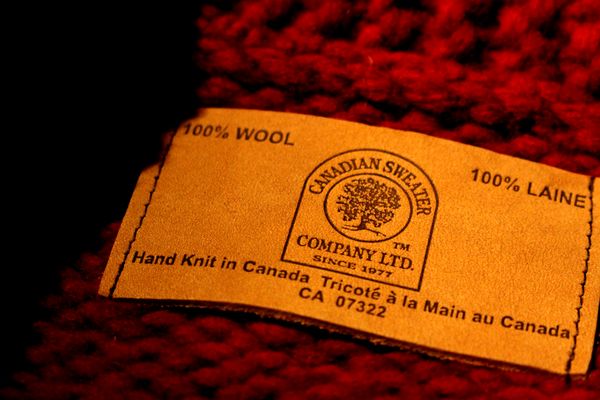 100% WOOL
100% LAINE
CANADIAN SWEATER
COMPANY LTD.
TM
SINCE 1977
Hand Knit in Canada Tricoté à la Main au Canada
CA 07322